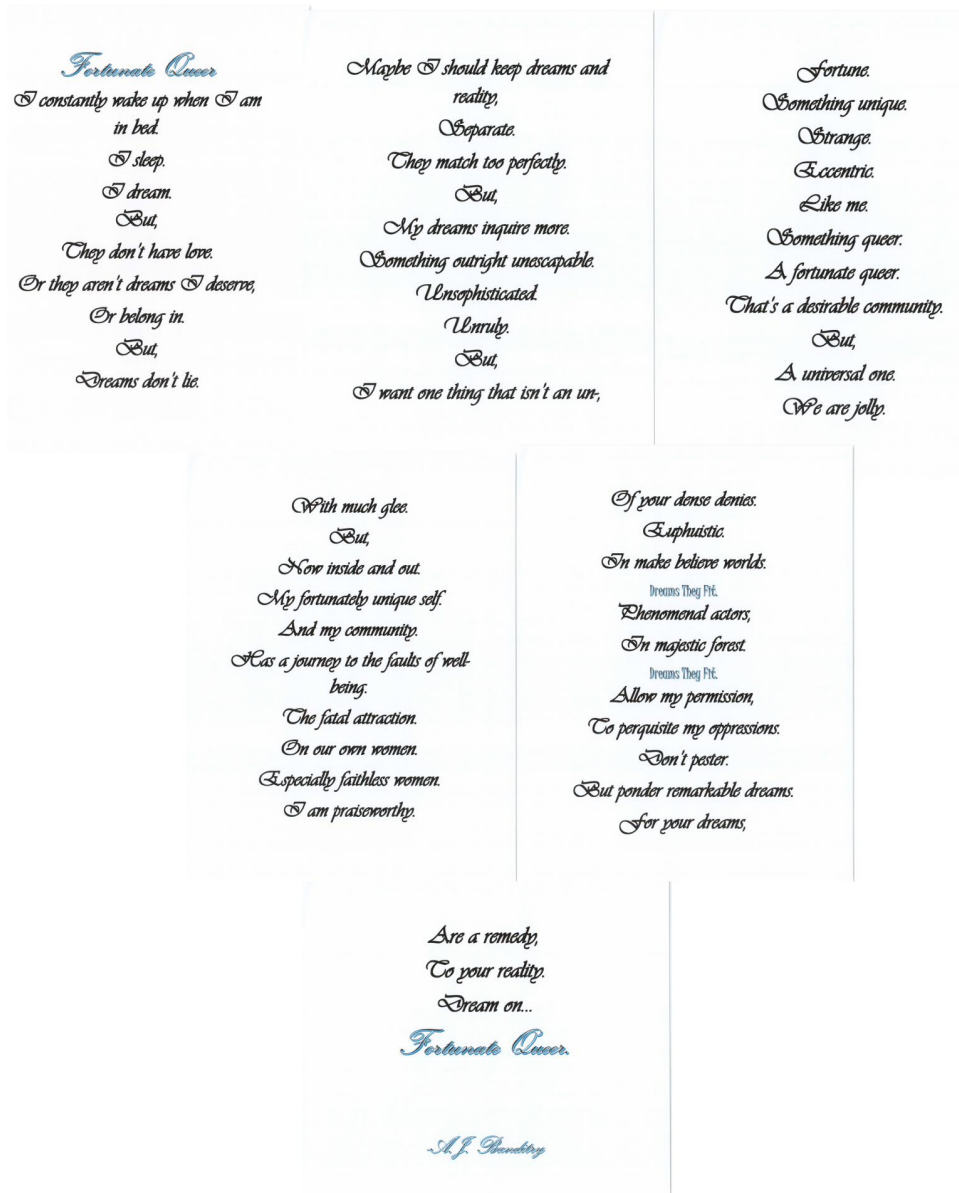 Fortunate Queer
I constantly wake up when I am
in bed.
I sleep.
I dream.
But,
They don't have love.
Or they aren't dreams I deserve,
Or belong in.
But,
Dreams don't lie.
Maybe I should keep dreams and
reality,
Separate.
They match too perfectly.
But,
My dreams inquire more.
Something outright unescapable.
Unsophisticated.
Unruly.
But,
I want one thing that isn't an un-,
Fortune.
Something unique.
Strange.
Eccentric.
Like me.
Something queer.
A fortunate queer.
That's a desirable community.
But,
A universal one.
We are jolly.
With much glee.
But,
Now inside and out.
My fortunately unique self.
And my community.
Has a journey to the faults of well-
being.
The fatal attraction.
On our own women.
Especially faithless women.
I am praiseworthy.
Of your dense denies.
Euphuistic.
In make believe worlds.
Dreams They Fit.
Phenomenal actors,
In majestic forest.
Dreams They Fit.
Allow my permission,
To perquisite my oppressions.
Don't pester.
But ponder remarkable dreams.
For your dreams,
Are a remedy,
To your reality.
Dream on...
Fortunate Queer.
-A.J. Banditry